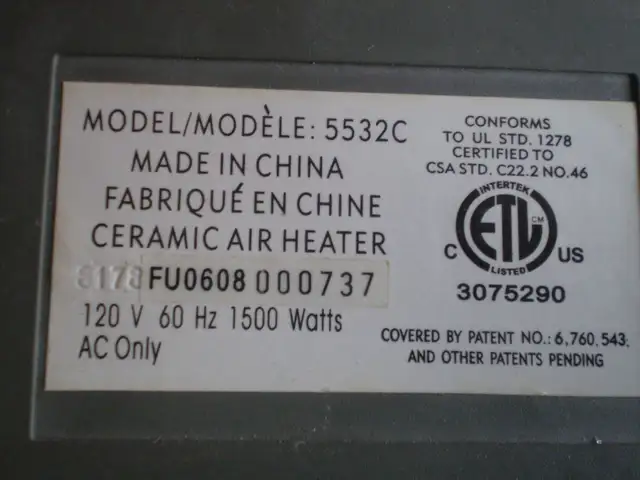 MODEL/MODÈLE: 5532C
MADE IN CHINA
FABRIQUÉ EN CHINE
CERAMIC AIR HEATER
8178 FU0608 000737
120 V 60 Hz 1500 Watts
AC Only
CONFORMS
TO UL STD. 1278
CERTIFIED TO
CSA STD. C22.2 NO.46
INTERTEK
C ETL CM US
LISTED
3075290
COVERED BY PATENT NO.: 6,760,543;
AND OTHER PATENTS PENDING